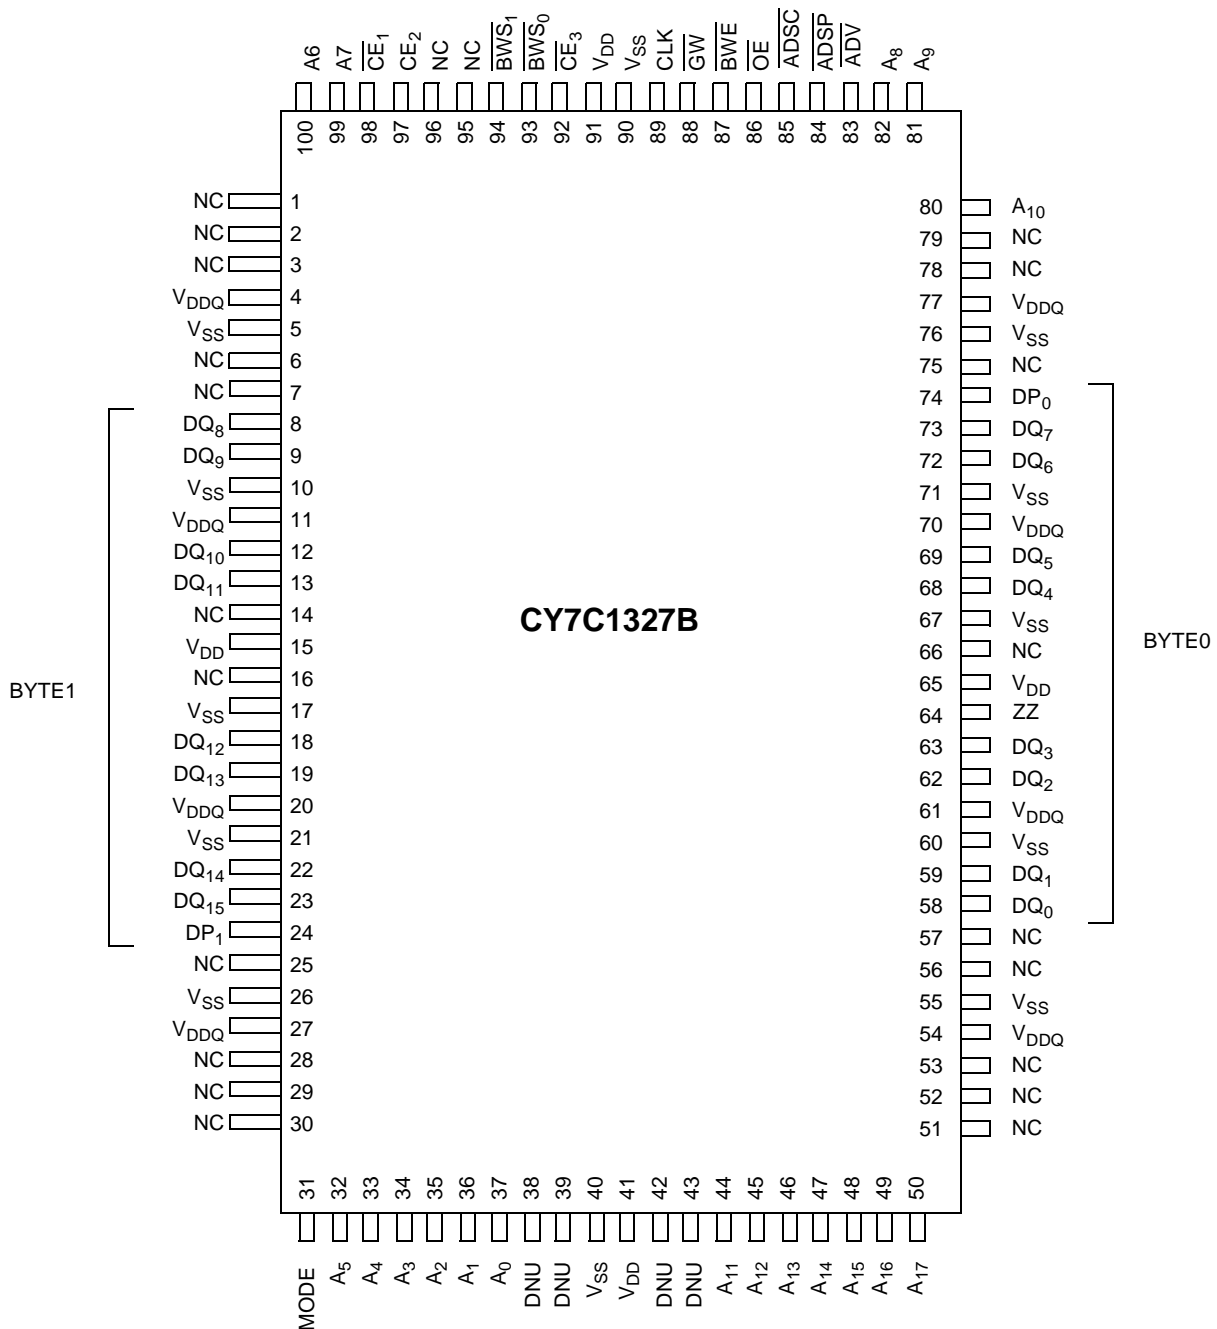 A6 A7 CE1 CE2 NC NC BWS1 BWS0 CE3 VDD VSS CLK GW BWE OE ADSC ADSP ADV A8 A9
100 99 98 97 96 95 94 93 92 91 90 89 88 87 86 85 84 83 82 81
NC 1
NC 2
NC 3
VDDQ 4
VSS 5
NC 6
NC 7
DQ8 8
DQ9 9
VSS 10
VDDQ 11
DQ10 12
DQ11 13
NC 14
VDD 15
NC 16
VSS 17
DQ12 18
DQ13 19
VDDQ 20
VSS 21
DQ14 22
DQ15 23
DP1 24
NC 25
VSS 26
VDDQ 27
NC 28
NC 29
NC 30
BYTE1
CY7C1327B
80 A10
79 NC
78 NC
77 VDDQ
76 VSS
75 NC
74 DP0
73 DQ7
72 DQ6
71 VSS
70 VDDQ
69 DQ5
68 DQ4
67 VSS
66 NC
65 VDD
64 ZZ
63 DQ3
62 DQ2
61 VDDQ
60 VSS
59 DQ1
58 DQ0
57 NC
56 NC
55 VSS
54 VDDQ
53 NC
52 NC
51 NC
BYTE0
31 32 33 34 35 36 37 38 39 40 41 42 43 44 45 46 47 48 49 50
MODE A5 A4 A3 A2 A1 A0 DNU DNU VSS VDD DNU DNU A11 A12 A13 A14 A15 A16 A17